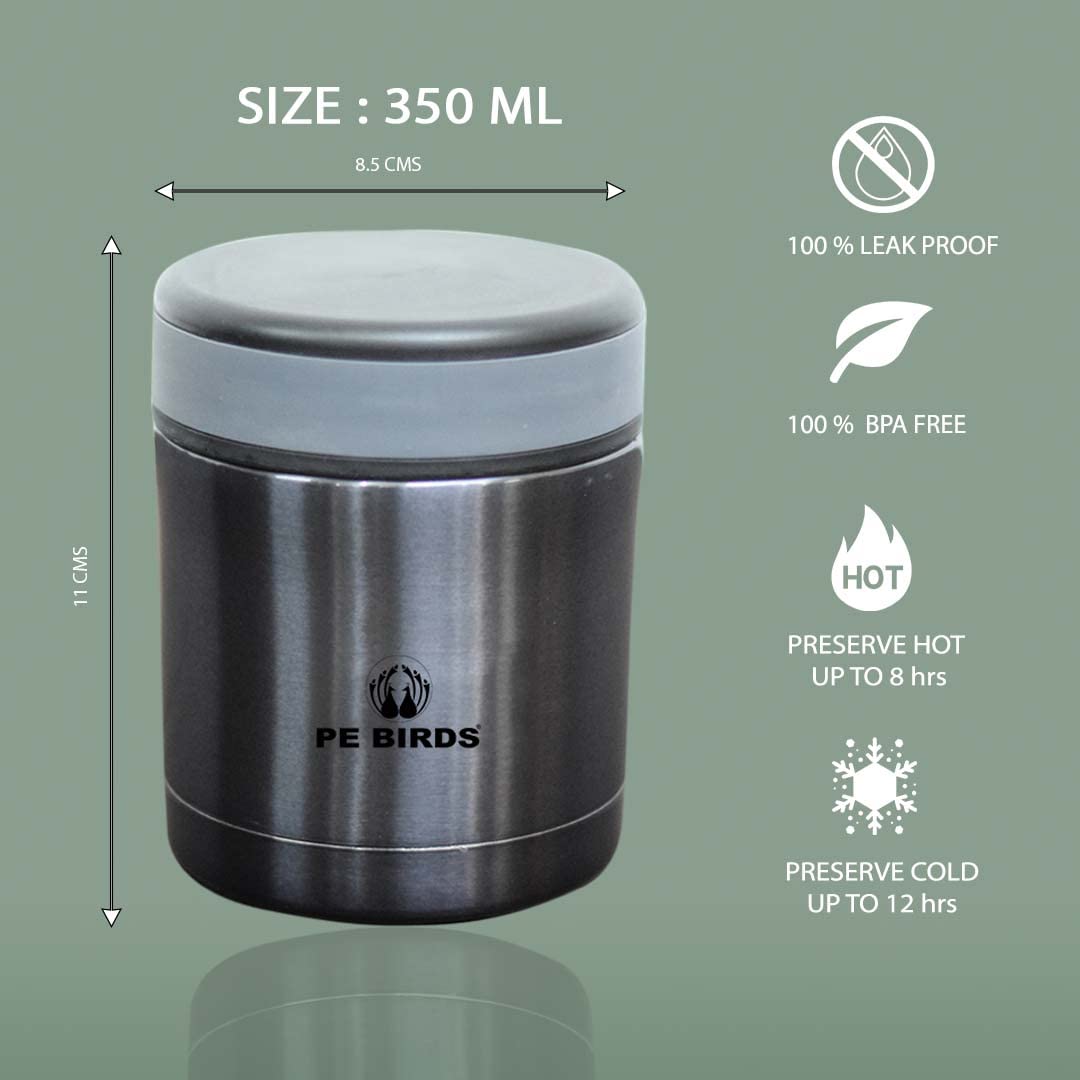 SIZE : 350 ML
8.5 CMS
11 CMS
PE BIRDS®
100 % LEAK PROOF
100 %  BPA FREE
HOT
PRESERVE HOT
UP TO 8 hrs
PRESERVE COLD
UP TO 12 hrs